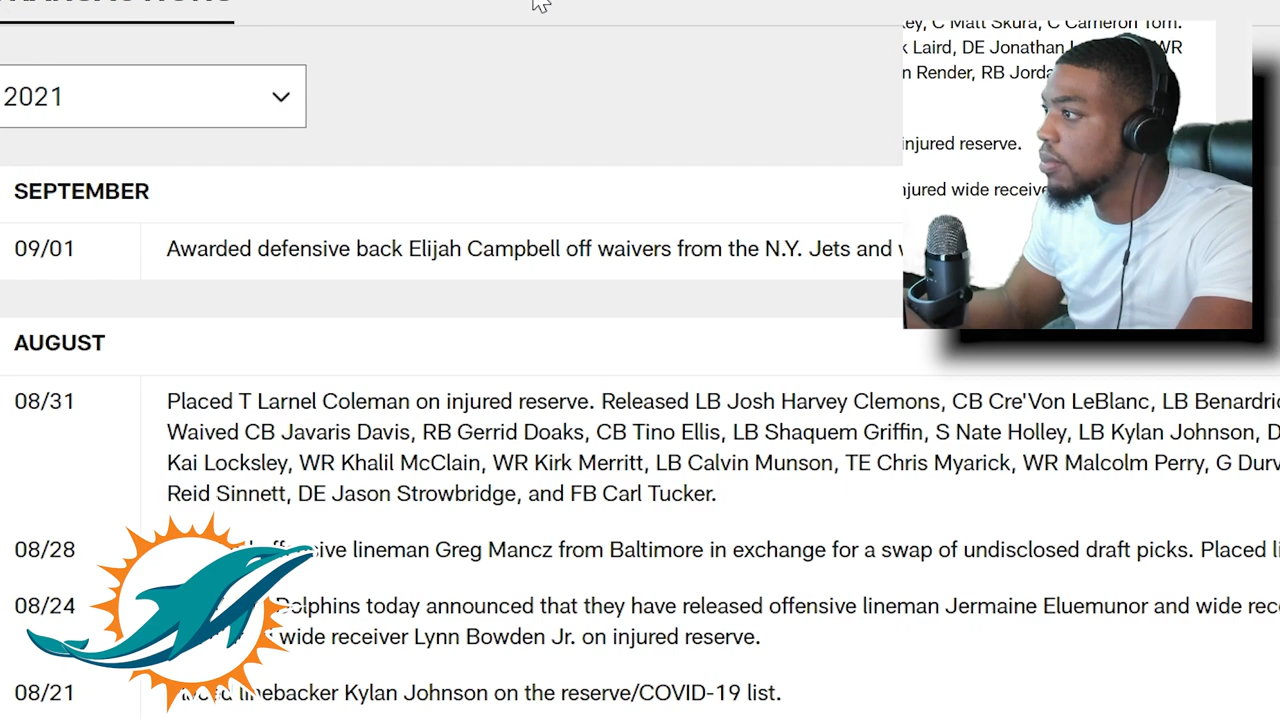 2021
ey, C Matt Skura, C Cameron Tom.
k Laird, DE Jonathan WR
n Render, RB
injured reserve.
njured wide
SEPTEMBER
09/01 Awarded defensive back Elijah Campbell off waivers from the N.Y. Jets and
AUGUST
08/31 Placed T Larnel Coleman on injured reserve. Released LB Josh Harvey Clemons, CB Cre'Von LeBlanc, LB
Waived CB Javaris Davis, RB Gerrid Doaks, CB Tino Ellis, LB Shaquem Griffin, S Nate Holley, LB Kylan Johnson, D
Kai Locksley, WR Khalil McClain, WR Kirk Merritt, LB Calvin Munson, TE Chris Myarick, WR Malcolm Perry, G
Reid Sinnett, DE Jason Strowbridge, and FB Carl Tucker.
08/28 lineman Greg Mancz from Baltimore in exchange for a swap of undisclosed draft picks. Placed
08/24 Dolphins today announced that they have released offensive lineman Jermaine Eluemunor and wide
wide receiver Lynn Bowden Jr. on injured reserve.
08/21 linebacker Kylan Johnson on the reserve/COVID-19 list.